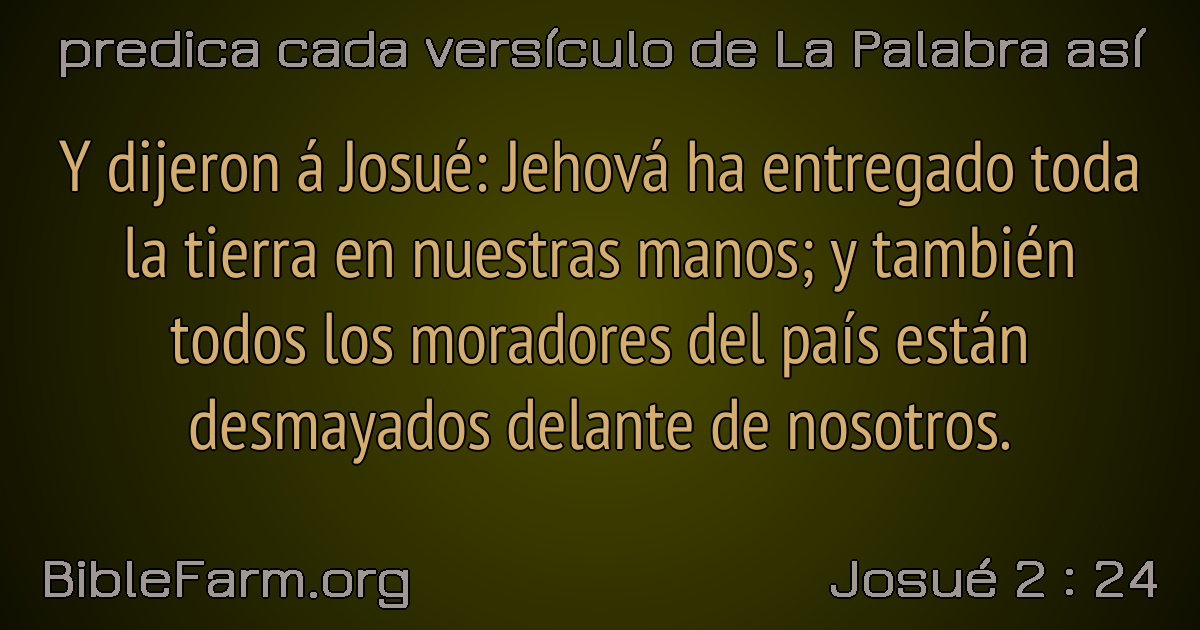 predica cada versículo de La Palabra así
Y dijeron á Josué: Jehová ha entregado toda
la tierra en nuestras manos; y también
todos los moradores del país están
desmayados delante de nosotros.
BibleFarm.org
Josué 2 : 24